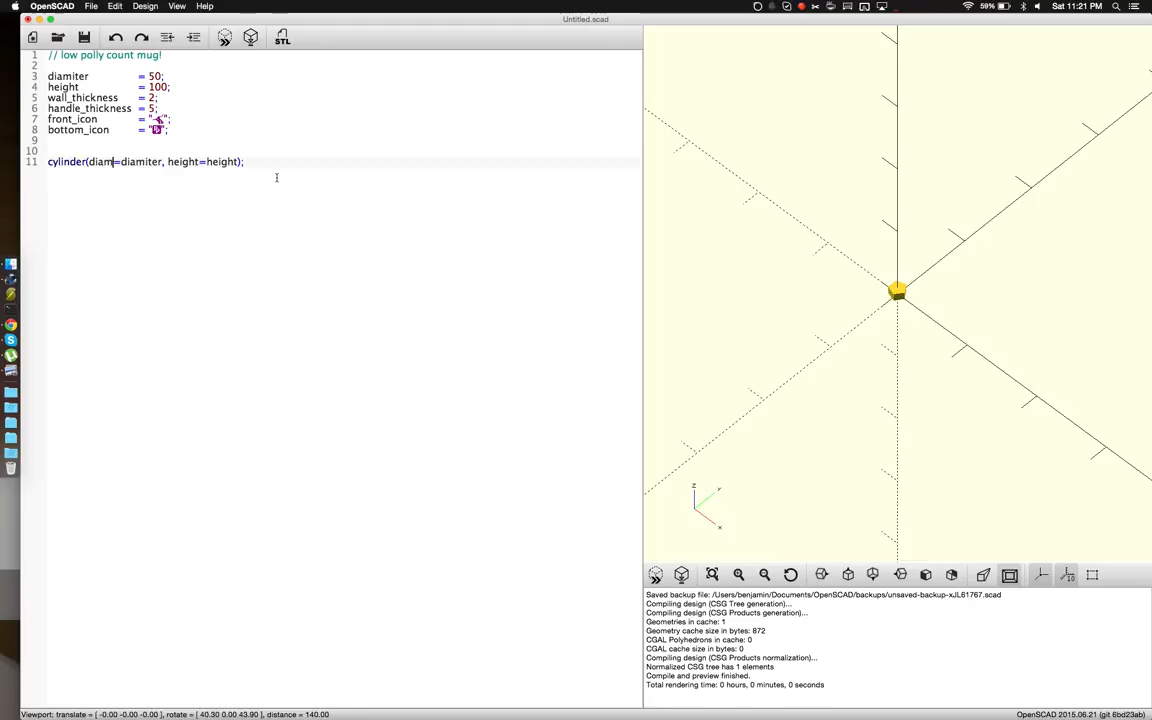 OpenSCAD File Edit Design View Help 59% Sat 11:21 PM
Untitled.scad
STL
1 // low polly count mug!
2
3 diamiter = 50;
4 height = 100;
5 wall_thickness = 2;
6 handle_thickness = 5;
7 front_icon = "";
8 bottom_icon = "";
9
10
11 cylinder(diam=diamiter, height=height);
z
y
x
10
Saved backup file: /Users/benjamin/Documents/OpenSCAD/backups/unsaved-backup-xJL61767.scad
Compiling design (CSG Tree generation)...
Compiling design (CSG Products generation)...
Geometries in cache: 1
Geometry cache size in bytes: 872
CGAL Polyhedrons in cache: 0
CGAL cache size in bytes: 0
Compiling design (CSG Products normalization)...
Normalized CSG tree has 1 elements
Compile and preview finished.
Total rendering time: 0 hours, 0 minutes, 0 seconds
Viewport: translate = [ -0.00 -0.00 -0.00 ], rotate = [ 40.30 0.00 43.90 ], distance = 140.00 OpenSCAD 2015.06.21 (git 6bd23ab)